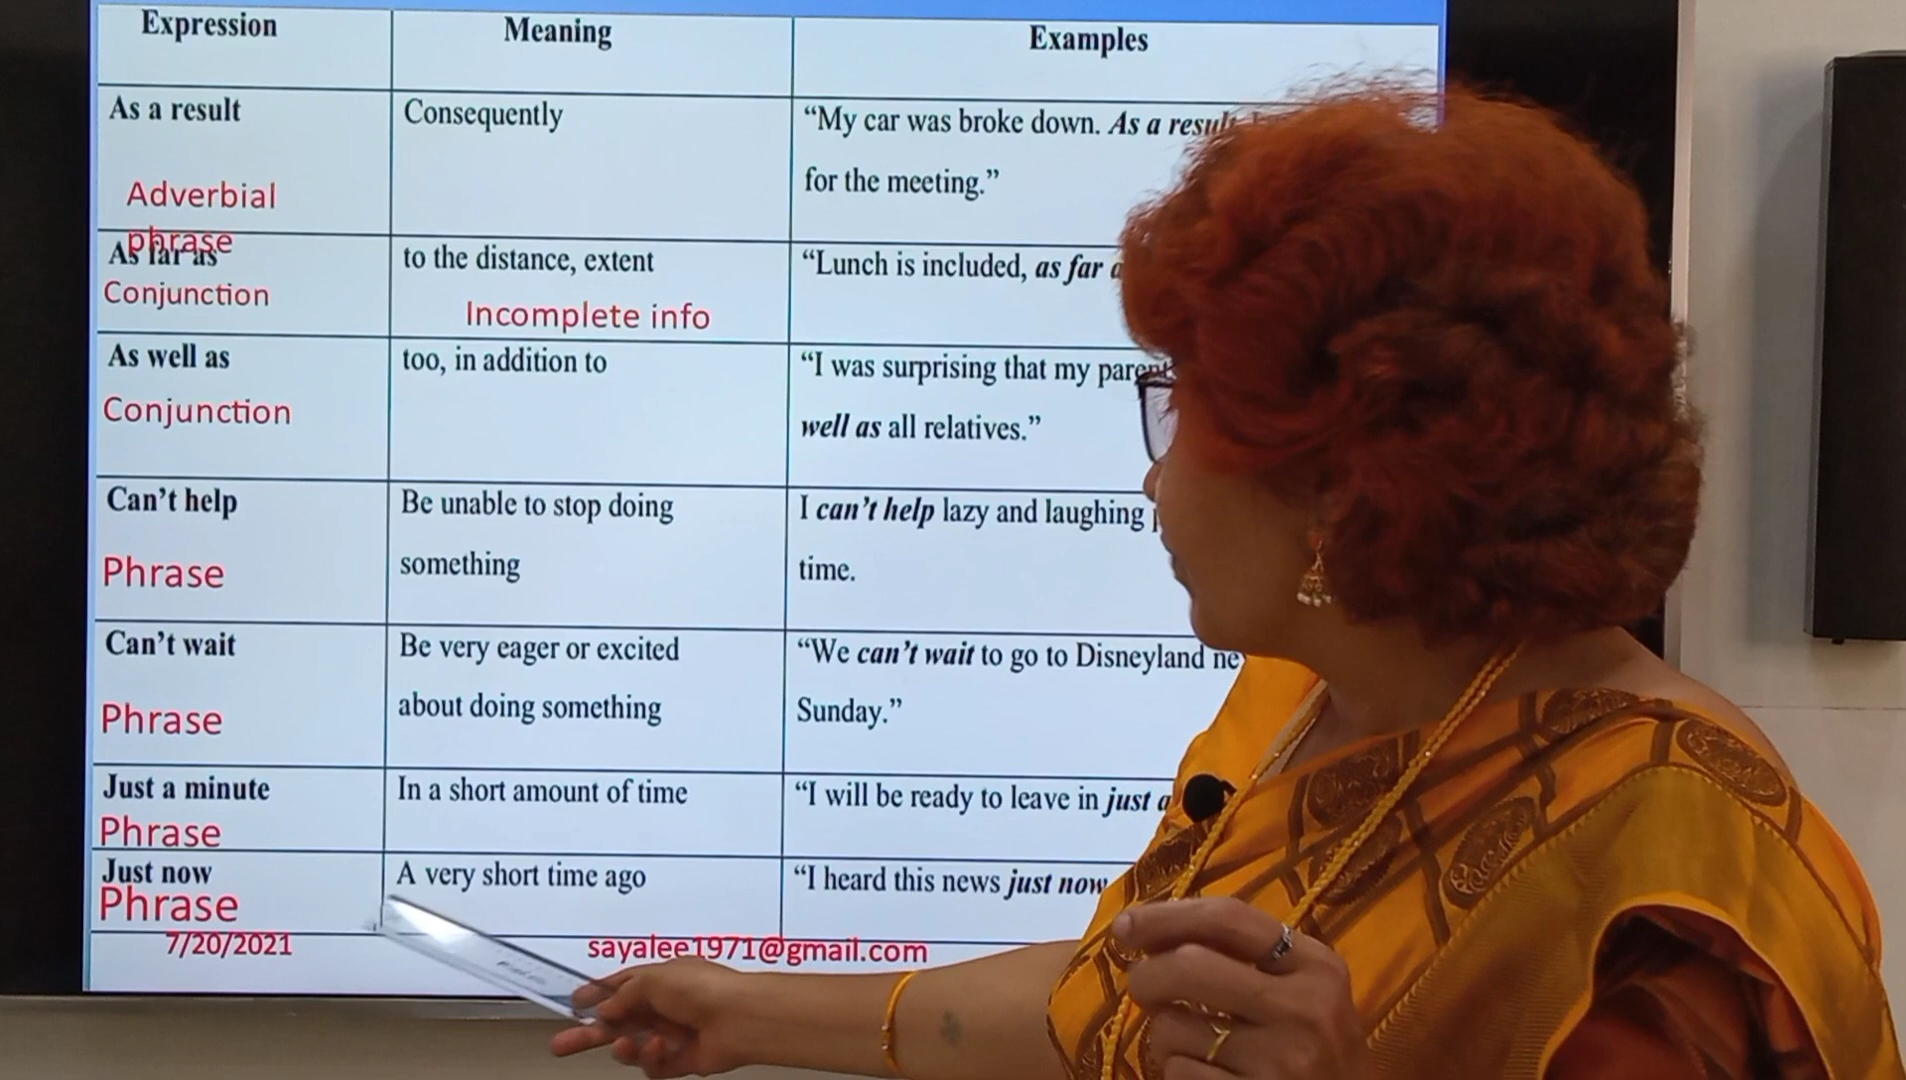 Expression Meaning Examples
As a result Consequently “My car was broke down. As a result
for the meeting.”
Adverbial
phrase
As far as to the distance, extent “Lunch is included, as far
Conjunction Incomplete info
As well as too, in addition to “I was surprising that my parents
Conjunction well as all relatives.”
Can’t help Be unable to stop doing I can’t help lazy and laughing
Phrase something time.
Can’t wait Be very eager or excited “We can’t wait to go to Disneyland
Phrase about doing something Sunday.”
Just a minute In a short amount of time “I will be ready to leave in just a
Phrase
Just now A very short time ago “I heard this news just now
Phrase
7/20/2021 sayalee1971@gmail.com